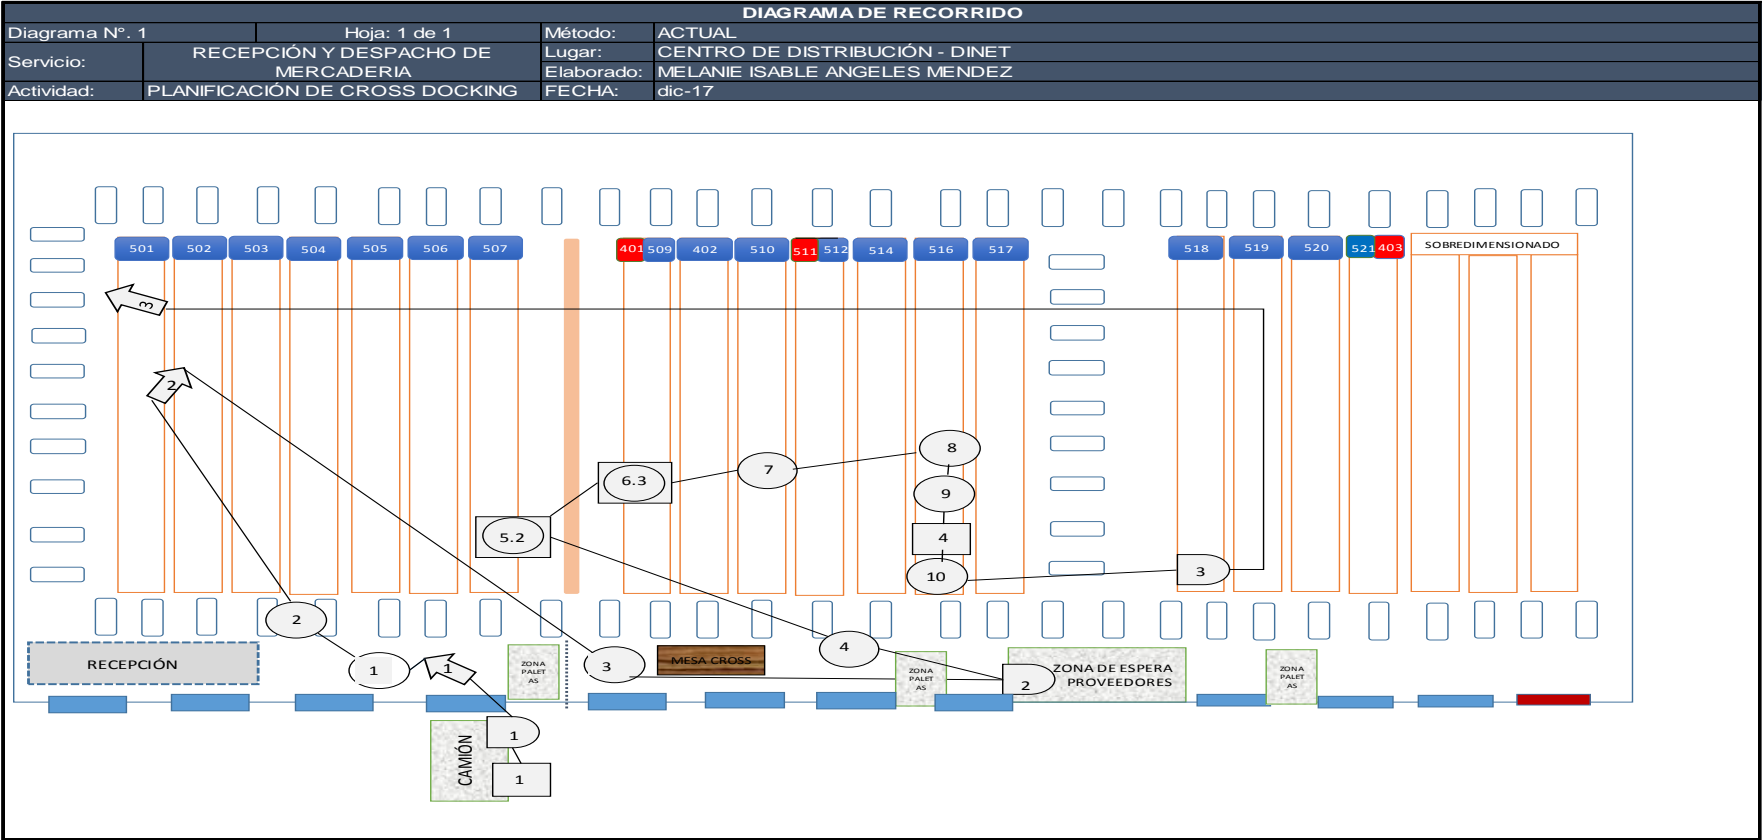 DIAGRAMA DE RECORRIDO
Diagrama N°. 1
Hoja: 1 de 1
Método:
ACTUAL
Servicio:
RECEPCIÓN Y DESPACHO DE
MERCADERIA
Lugar:
CENTRO DE DISTRIBUCIÓN - DINET
Elaborado:
MELANIE ISABLE ANGELES MENDEZ
Actividad:
PLANIFICACIÓN DE CROSS DOCKING
FECHA:
dic-17
501
502
503
504
505
506
507
401
509
402
510
511
512
514
516
517
518
519
520
521
403
SOBREDIMENSIONADO
3
2
8
7
6.3
9
5.2
4
10
3
2
1
1
3
4
RECEPCIÓN
ZONA
PALET
AS
MESA CROSS
ZONA
PALET
AS
2
ZONA DE ESPERA
PROVEEDORES
ZONA
PALET
AS
CAMIÓN
1
1